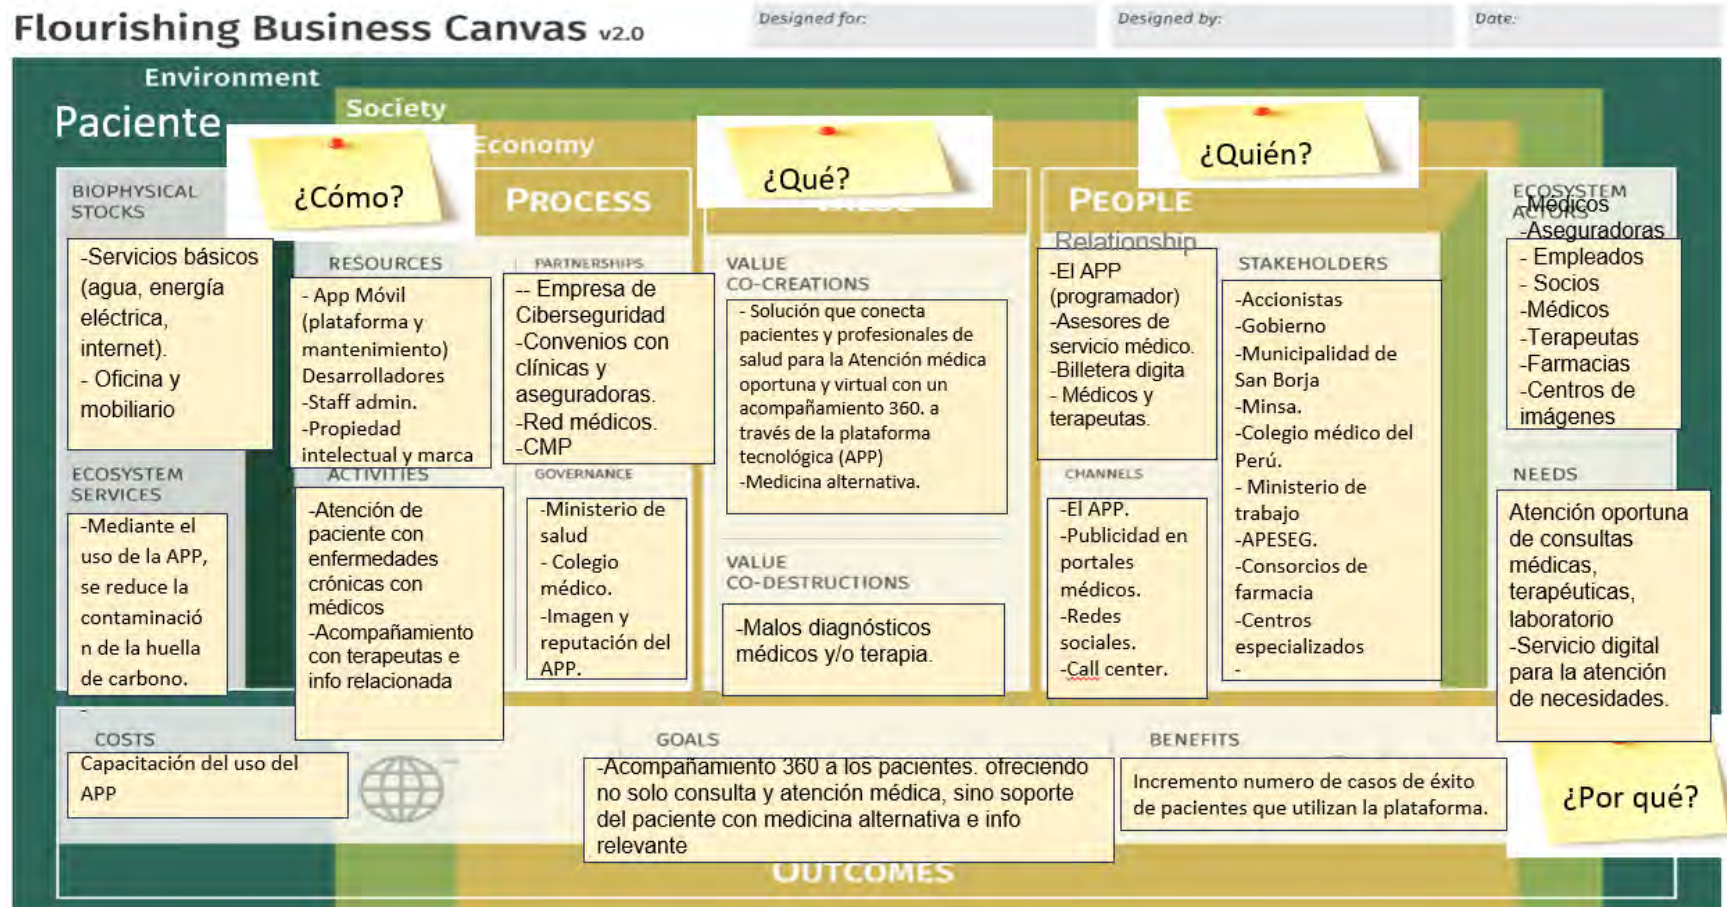 Flourishing Business Canvas v2.0
Designed for:
Designed by:
Date:
Environment
Paciente
Society
Economy
¿Cómo?
¿Qué?
¿Quién?
PROCESS
PEOPLE
BIOPHYSICAL
STOCKS
-Servicios básicos
(agua, energía
eléctrica,
internet).
- Oficina y
mobiliario
ECOSYSTEM
SERVICES
-Mediante el
uso de la APP,
se reduce la
contaminació
n de la huella
de carbono.
-
RESOURCES
- App Móvil
(plataforma y
mantenimiento)
Desarrolladores
-Staff admin.
-Propiedad
intelectual y marca
ACTIVITIES
-Atención de
paciente con
enfermedades
crónicas con
médicos
-Acompañamiento
con terapeutas e
info relacionada
PARTNERSHIPS
-- Empresa de
Ciberseguridad
-Convenios con
clínicas y
aseguradoras.
-Red médicos.
-CMP
GOVERNANCE
-Ministerio de
salud
- Colegio
médico.
-Imagen y
reputación del
APP.
VALUE
CO-CREATIONS
- Solución que conecta
pacientes y profesionales de
salud para la Atención médica
oportuna y virtual con un
acompañamiento 360. a
través de la plataforma
tecnológica (APP)
-Medicina alternativa.
VALUE
CO-DESTRUCTIONS
-Malos diagnósticos
médicos y/o terapia.
Relationship
-El APP
(programador)
-Asesores de
servicio médico.
-Billetera digita
- Médicos y
terapeutas.
CHANNELS
-El APP.
-Publicidad en
portales
médicos.
-Redes
sociales.
-Call center.
STAKEHOLDERS
-Accionistas
-Gobierno
-Municipalidad de
San Borja
-Minsa.
-Colegio médico del
Perú.
- Ministerio de
trabajo
-APESEG.
-Consorcios de
farmacia
-Centros
especializados
-
ECOSYSTEM
ACTORS
-Médicos
-Aseguradoras
- Empleados
- Socios
-Médicos
-Terapeutas
-Farmacias
-Centros de
imágenes
NEEDS
Atención oportuna
de consultas
médicas,
terapéuticas,
laboratorio
-Servicio digital
para la atención
de necesidades.
COSTS
Capacitación del uso del
APP
GOALS
-Acompañamiento 360 a los pacientes. ofreciendo
no solo consulta y atención médica, sino soporte
del paciente con medicina alternativa e info
relevante
BENEFITS
Incremento numero de casos de éxito
de pacientes que utilizan la plataforma.
¿Por qué?
OUTCOMES